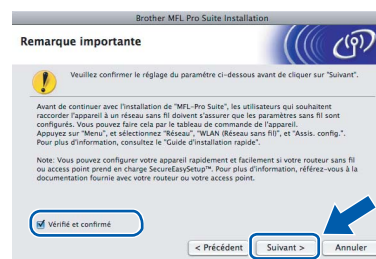 Brother MFL Pro Suite Installation
Remarque importante
Veuillez confirmer le réglage du paramétre ci-dessous avant de cliquer sur "Suivant".
Avant de continuer avec l'installation de "MFL-Pro Suite", les utilisateurs qui souhaitent
raccorder l'appareil à un réseau sans fil doivent s'assurer que les paramètres sans fil sont
configurés. Vous pouvez faire cela par le tableau de commande de l'appareil.
Appuyez sur "Menu", et sélectionnez "Réseau", "WLAN (Réseau sans fil)", et "Assis. config.".
Pour plus d'information, consultez le "Guide d'installation rapide".
Note: Vous pouvez configurer votre appareil rapidement et facilement si votre routeur sans fil
ou access point prend en charge SecureEasySetup™. Pour plus d'information, référez-vous à la
documentation fournie avec votre routeur ou votre access point.
Vérifié et confirmé
< Précédent Suivant > Annuler